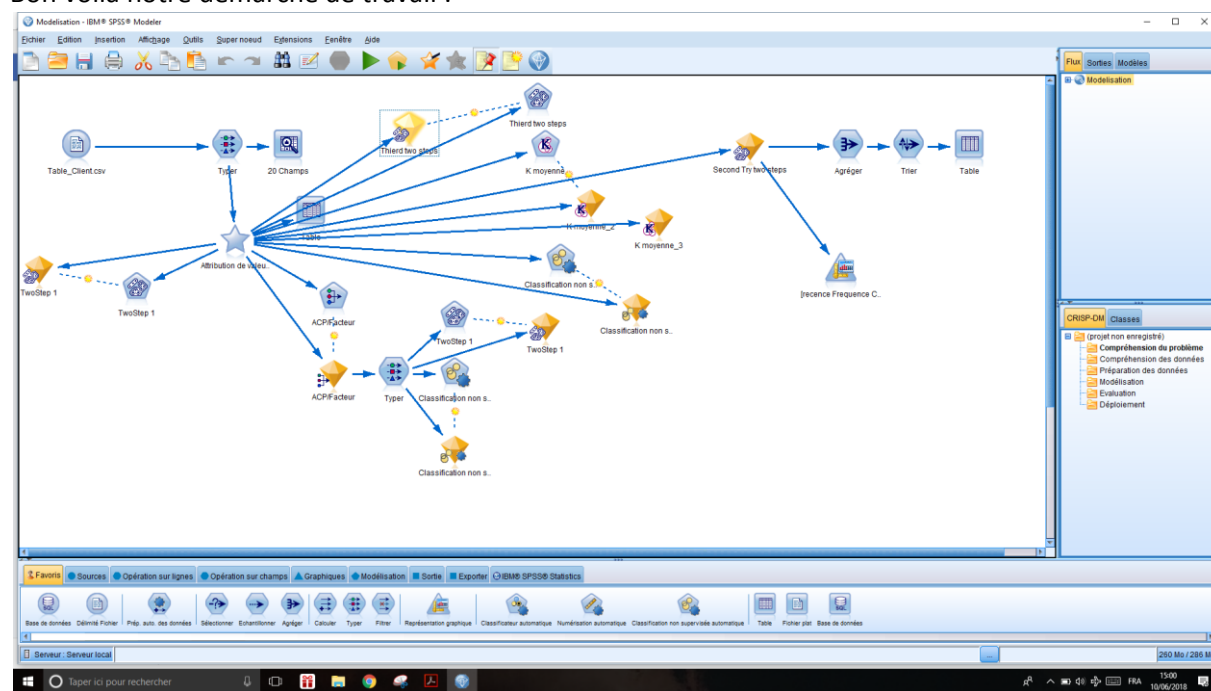 Bon voilà notre démarche de travail :
Modelisation - IBM® SPSS® Modeler
Fichier Edition Insertion Affichage Outils Super noeud Extensions Fenêtre Aide
Flux Sorties Modèles
Modelisation
Thierd two steps
Thierd two steps
Table_Client.csv
Typer
20 Champs
K moyenne
Second Try two steps
Agréger
Trier
Table
K moyenne_2
K moyenne_3
Attribution de valeu..
TwoStep 1
TwoStep 1
Classification non s..
[recence Frequence C..
Classification non s..
ACP/Facteur
TwoStep 1
TwoStep 1
ACP/Facteur
Typer
Classification non s..
Classification non s..
CRISP-DM Classes
(projet non enregistré)
Compréhension du problème
Compréhension des données
Préparation des données
Modélisation
Evaluation
Déploiement
Favoris Sources Opération sur lignes Opération sur champs Graphiques Modélisation Sortie Exporter IBM® SPSS® Statistics
Base de données Délimité Fichier Prép. auto. des données Sélectionner Echantillonner Agréger Calculer Typer Filtrer Représentation graphique Classificateur automatique Numérisation automatique Classification non supervisée automatique Table Fichier plat Base de données
Serveur : Serveur local
260 Mo / 286 M
Taper ici pour rechercher
FRA
15:00
10/06/2018